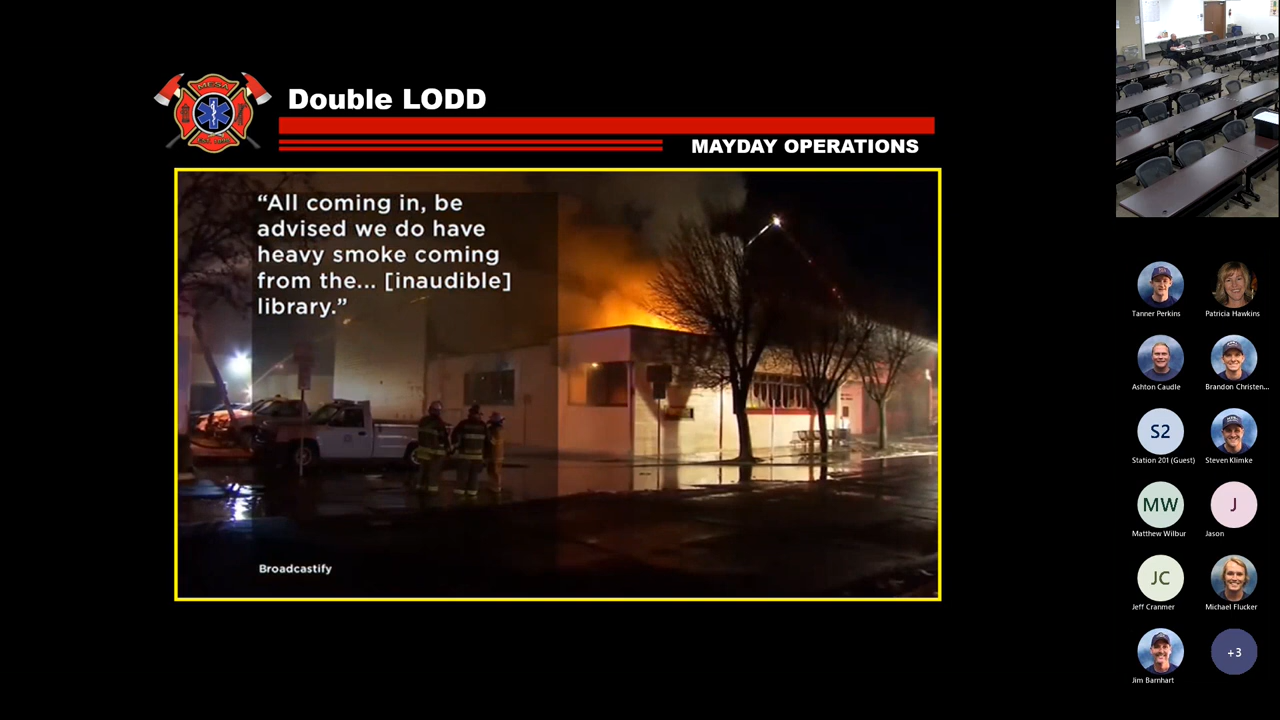 Double LODD
MAYDAY OPERATIONS
“All coming in, be
advised we do have
heavy smoke coming
from the... [inaudible]
library.”
Broadcastify
MESA
Tanner Perkins
Patricia Hawkins
Ashton Caudle
Brandon Christen...
S2
Station 201 (Guest)
Steven Klimke
MW
Matthew Wilbur
J
Jason
JC
Jeff Cranmer
Michael Flucker
Jim Barnhart
+3